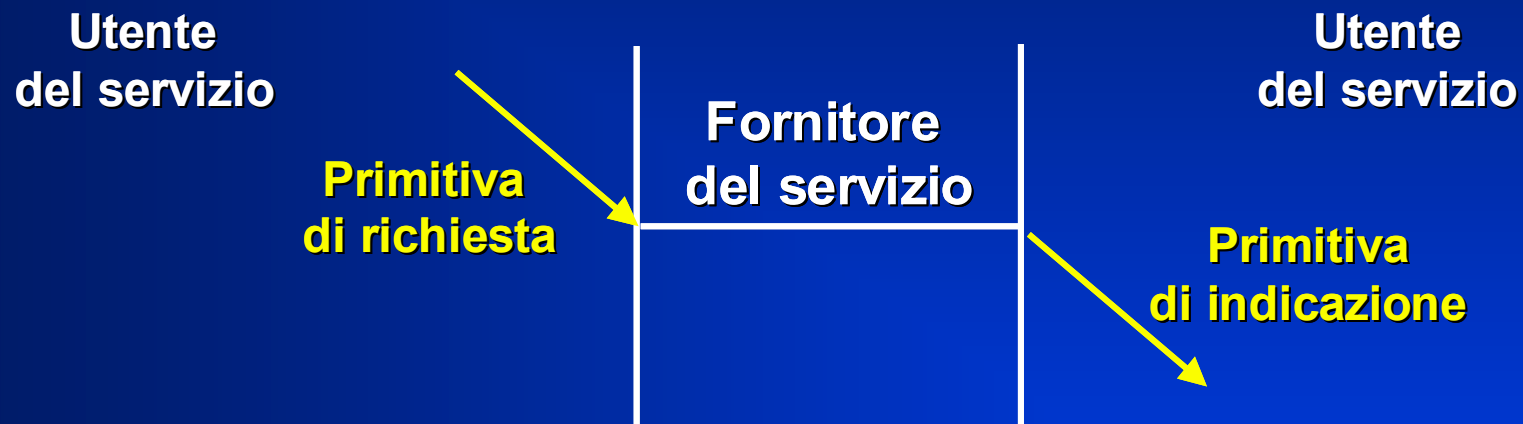 Utente
del servizio
Utente
del servizio
Fornitore
del servizio
Primitiva
di richiesta
Primitiva
di indicazione